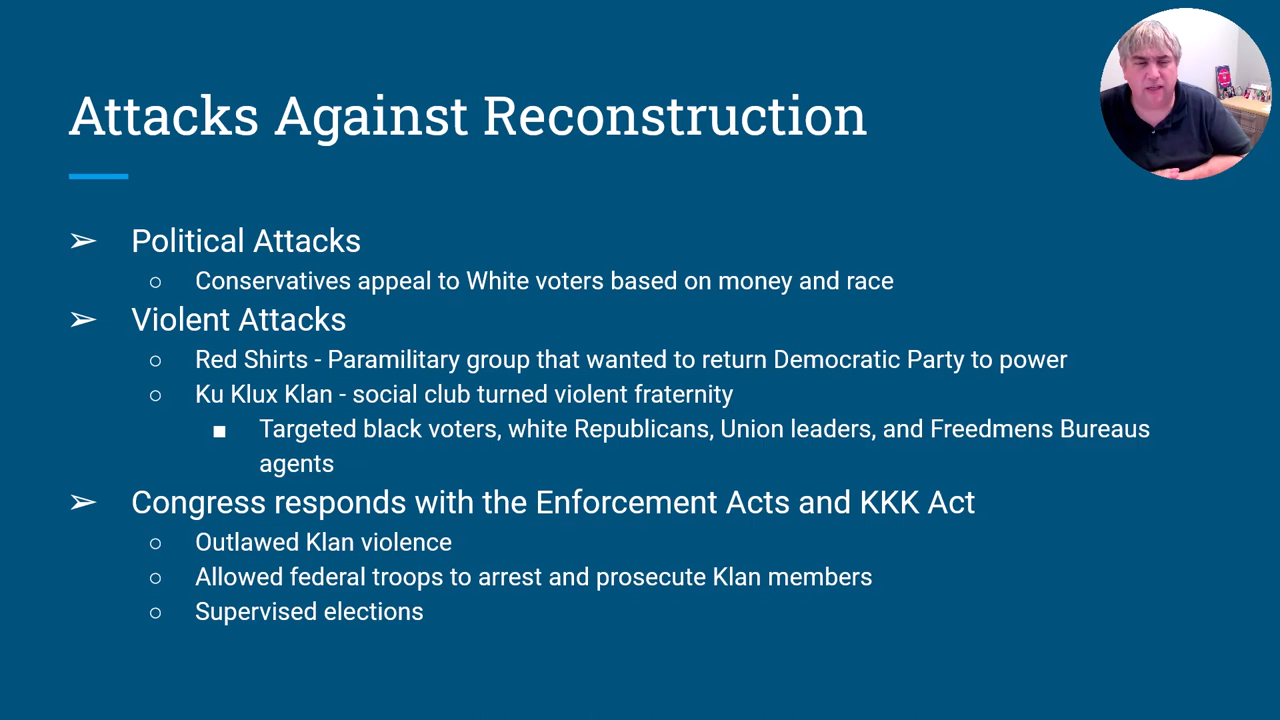 Attacks Against Reconstruction
➢ Political Attacks
○ Conservatives appeal to White voters based on money and race
➢ Violent Attacks
○ Red Shirts - Paramilitary group that wanted to return Democratic Party to power
○ Ku Klux Klan - social club turned violent fraternity
■ Targeted black voters, white Republicans, Union leaders, and Freedmens Bureaus
agents
➢ Congress responds with the Enforcement Acts and KKK Act
○ Outlawed Klan violence
○ Allowed federal troops to arrest and prosecute Klan members
○ Supervised elections